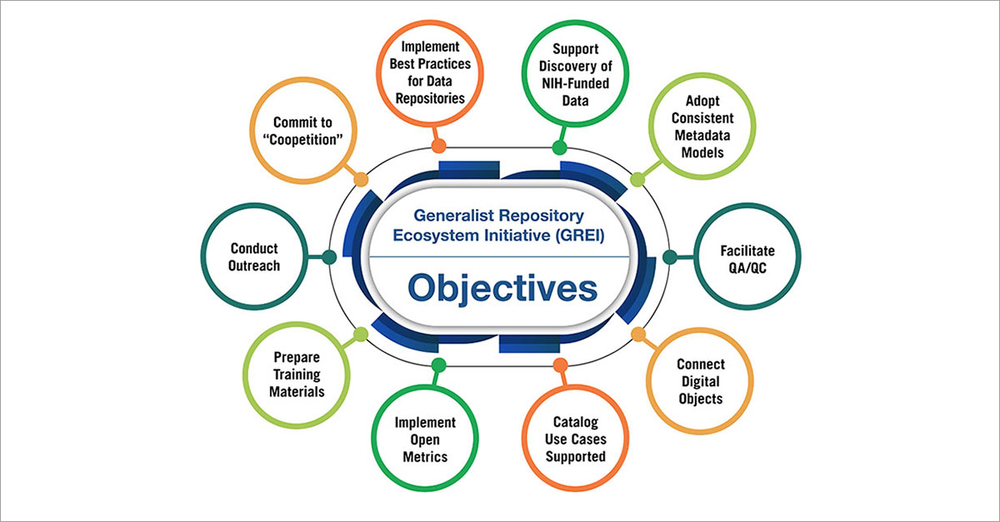 Generalist Repository
Ecosystem Initiative (GREI)
Objectives
Implement
Best Practices
for Data
Repositories
Support
Discovery of
NIH-Funded
Data
Adopt
Consistent
Metadata
Models
Facilitate
QA/QC
Connect
Digital
Objects
Catalog
Use Cases
Supported
Implement
Open
Metrics
Prepare
Training
Materials
Conduct
Outreach
Commit to
“Coopetition”